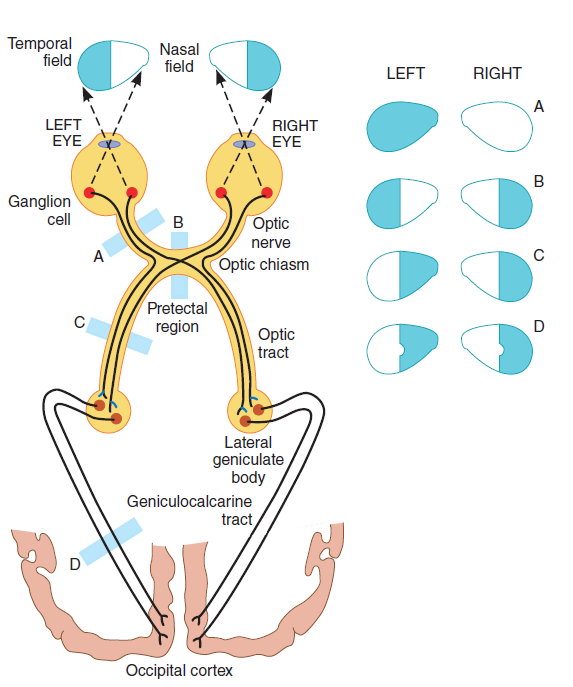 Temporal
field
Nasal
field
LEFT
RIGHT
A
LEFT
EYE
RIGHT
EYE
B
Ganglion
cell
B
Optic
nerve
A
Optic chiasm
C
Pretectal
region
C
Optic
tract
D
Lateral
geniculate
body
Geniculocalcarine
tract
D
Occipital cortex